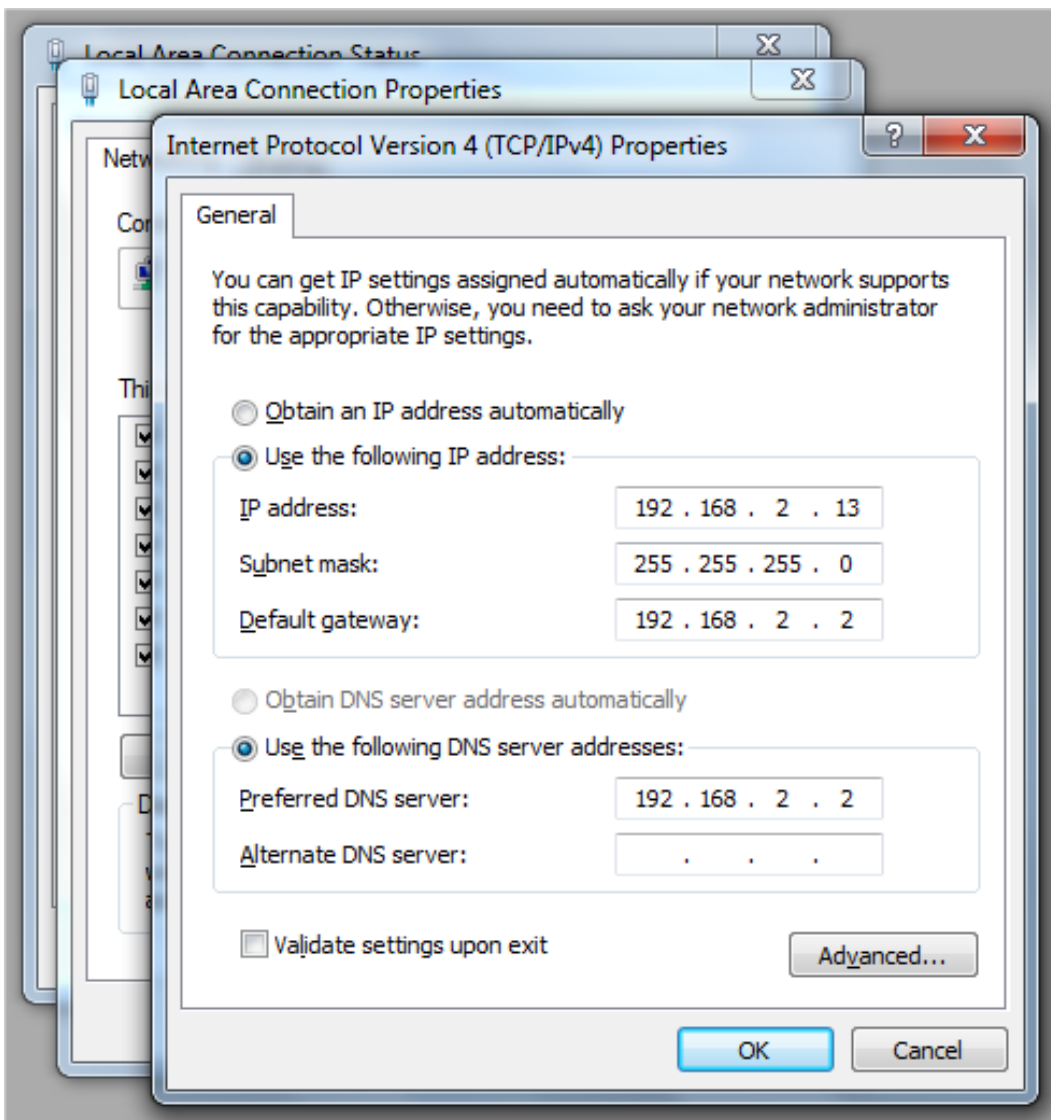 Local Area Connection Status
Local Area Connection Properties
Internet Protocol Version 4 (TCP/IPv4) Properties
General
You can get IP settings assigned automatically if your network supports
this capability. Otherwise, you need to ask your network administrator
for the appropriate IP settings.
Obtain an IP address automatically
Use the following IP address:
IP address: 192 . 168 . 2 . 13
Subnet mask: 255 . 255 . 255 . 0
Default gateway: 192 . 168 . 2 . 2
Obtain DNS server address automatically
Use the following DNS server addresses:
Preferred DNS server: 192 . 168 . 2 . 2
Alternate DNS server: . . .
Validate settings upon exit
Advanced...
OK Cancel